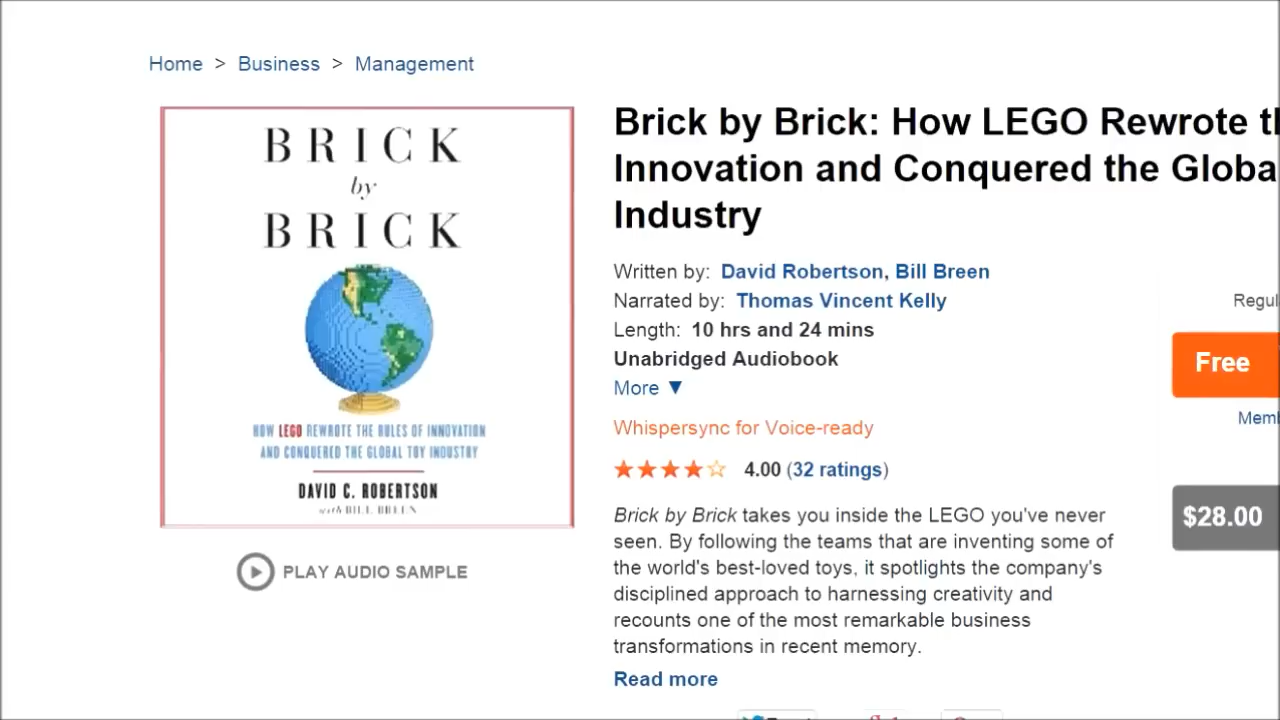 Home > Business > Management
BRICK
by
BRICK
HOW LEGO REWROTE THE RULES OF INNOVATION
AND CONQUERED THE GLOBAL TOY INDUSTRY
DAVID C. ROBERTSON
with BILL BREEN
PLAY AUDIO SAMPLE
Brick by Brick: How LEGO Rewrote
Innovation and Conquered the
Industry
Written by: David Robertson, Bill Breen
Narrated by: Thomas Vincent Kelly
Length: 10 hrs and 24 mins
Unabridged Audiobook
More ▼
Whispersync for Voice-ready
4.00 (32 ratings)
Brick by Brick takes you inside the LEGO you've never
seen. By following the teams that are inventing some of
the world's best-loved toys, it spotlights the company's
disciplined approach to harnessing creativity and
recounts one of the most remarkable business
transformations in recent memory.
Read more
Free
$28.00